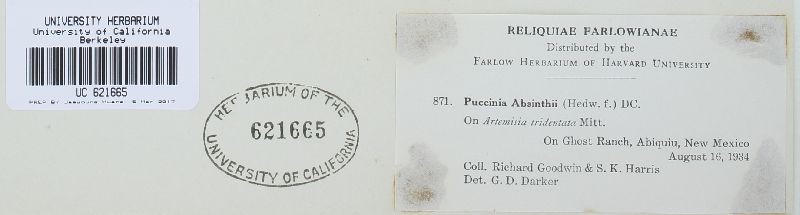 UNIVERSITY HERBARIUM
University of California
Berkeley
UC 621665
HERBARIUM OF THE
621665
UNIVERSITY OF CALIFORNIA
RELIQUIAE FARLOWIANAE
Distributed by the
FARLOW HERBARIUM OF HARVARD UNIVERSITY
871. Puccinia Absinthii (Hedw. f.) DC.
On Artemisia tridentata Mitt.
On Ghost Ranch, Abiquiu, New Mexico
August 16, 1934
Coll. Richard Goodwin & S. K. Harris
Det. G. D. Darker